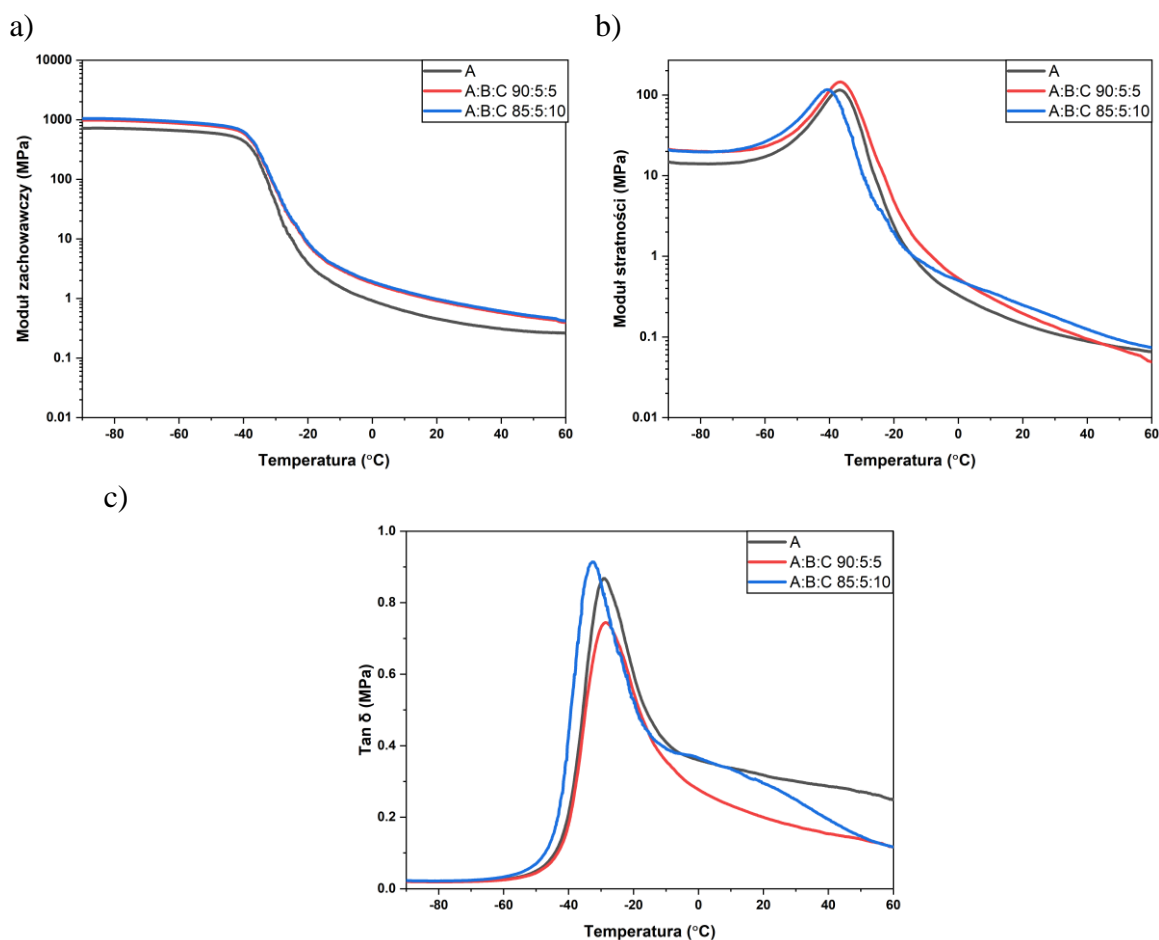 a)
10000
1000
100
10
1
0.1
0.01
Moduł zachowawczy (MPa)
A
A:B:C 90:5:5
A:B:C 85:5:10
-80
-60
-40
-20
0
20
40
60
Temperatura (°C)
b)
100
10
1
0.1
0.01
Moduł stratności (MPa)
A
A:B:C 90:5:5
A:B:C 85:5:10
-80
-60
-40
-20
0
20
40
60
Temperatura (°C)
c)
1.0
0.8
0.6
0.4
0.2
0.0
Tan δ (MPa)
A
A:B:C 90:5:5
A:B:C 85:5:10
-80
-60
-40
-20
0
20
40
60
Temperatura (°C)